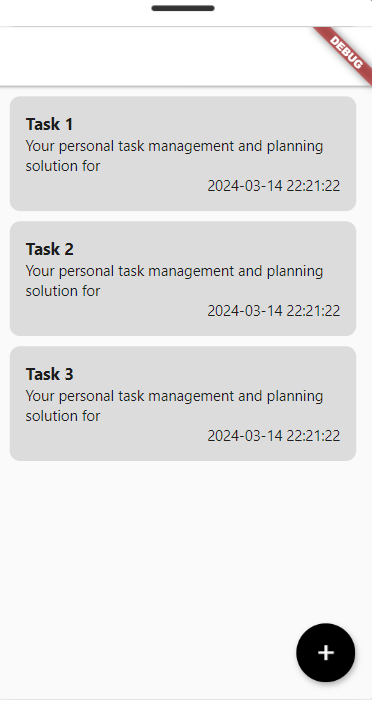 DEBUG
Task 1
Your personal task management and planning
solution for
2024-03-14 22:21:22
Task 2
Your personal task management and planning
solution for
2024-03-14 22:21:22
Task 3
Your personal task management and planning
solution for
2024-03-14 22:21:22
+